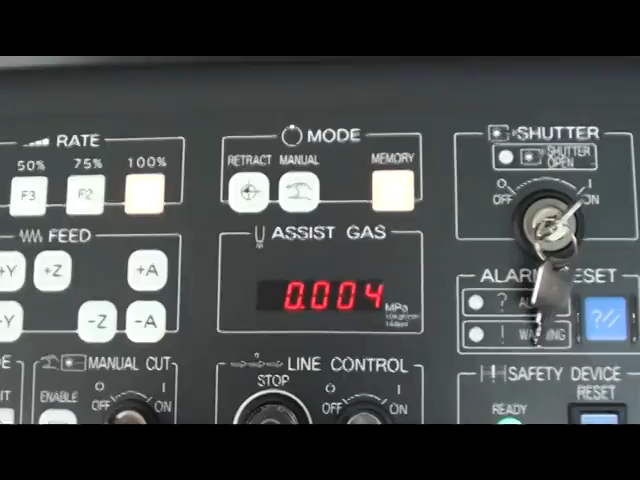 RATE
50% 75% 100%
F3 F2
FEED
+Y +Z +A
-Y -Z -A
MANUAL CUT
ENABLE
O I
OFF ON
MODE
RETRACT MANUAL MEMORY
ASSIST GAS
0.004 MPa
LINE CONTROL
STOP
O I
OFF ON
SHUTTER
SHUTTER
OPEN
O I
OFF ON
ALARM RESET
?
! WARNING
?//
SAFETY DEVICE
READY RESET